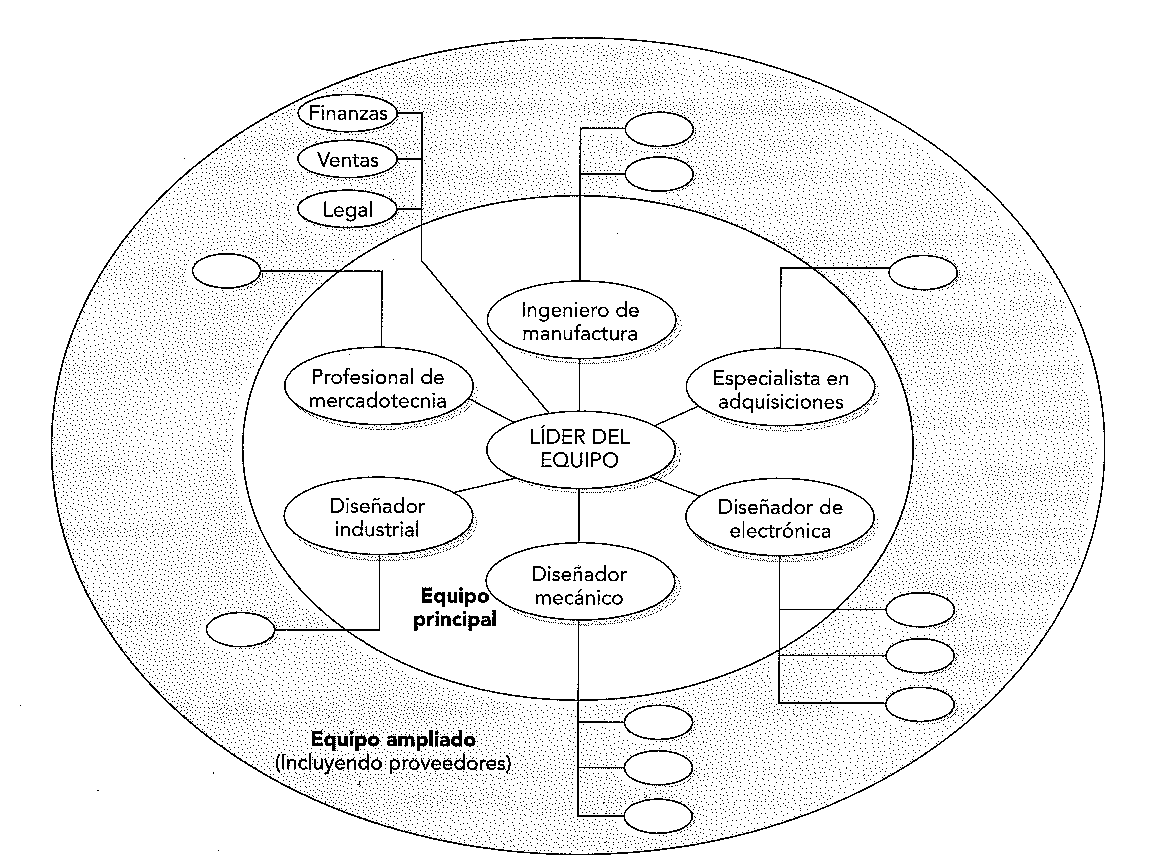 Finanzas
Ventas
Legal
Ingeniero de
manufactura
Profesional de
mercadotecnia
Especialista en
adquisiciones
LÍDER DEL
EQUIPO
Diseñador
industrial
Diseñador de
electrónica
Diseñador
mecánico
Equipo
principal
Equipo ampliado
(Incluyendo proveedores)